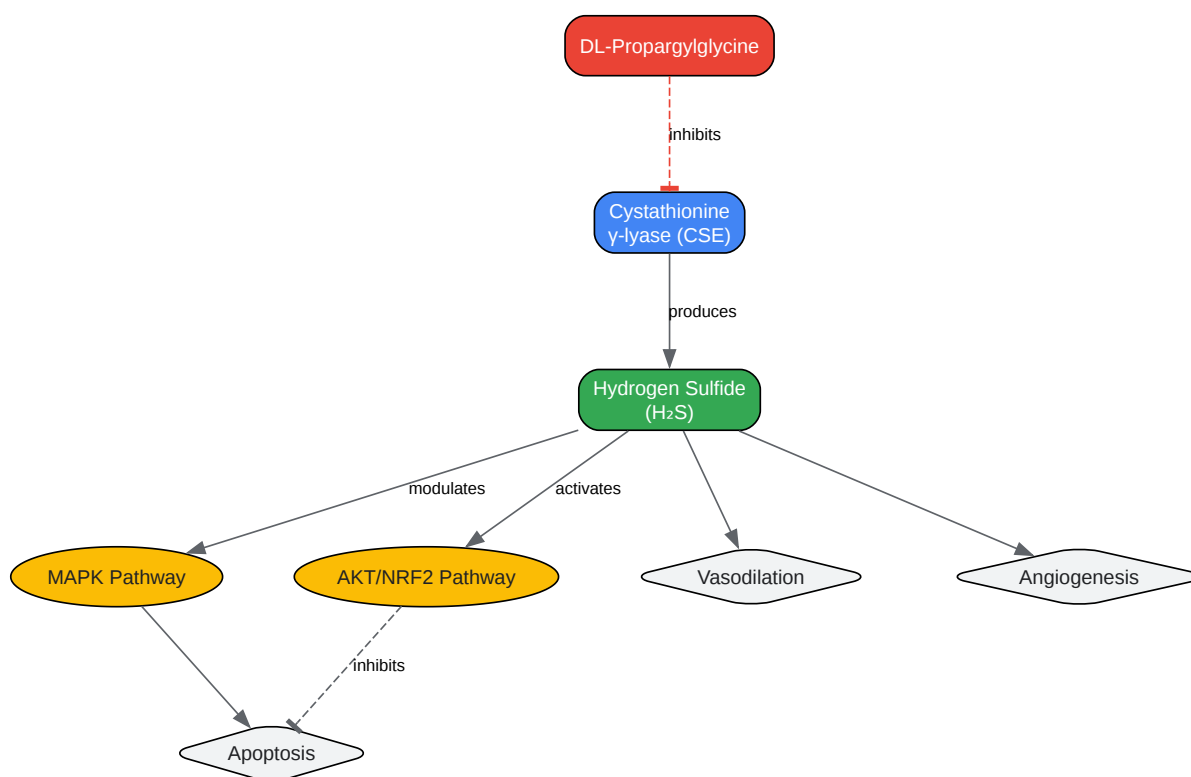 DL-Propargylglycine
inhibits
Cystathionine
γ-lyase (CSE)
produces
Hydrogen Sulfide
(H₂S)
modulates
activates
MAPK Pathway
AKT/NRF2 Pathway
Vasodilation
Angiogenesis
inhibits
Apoptosis